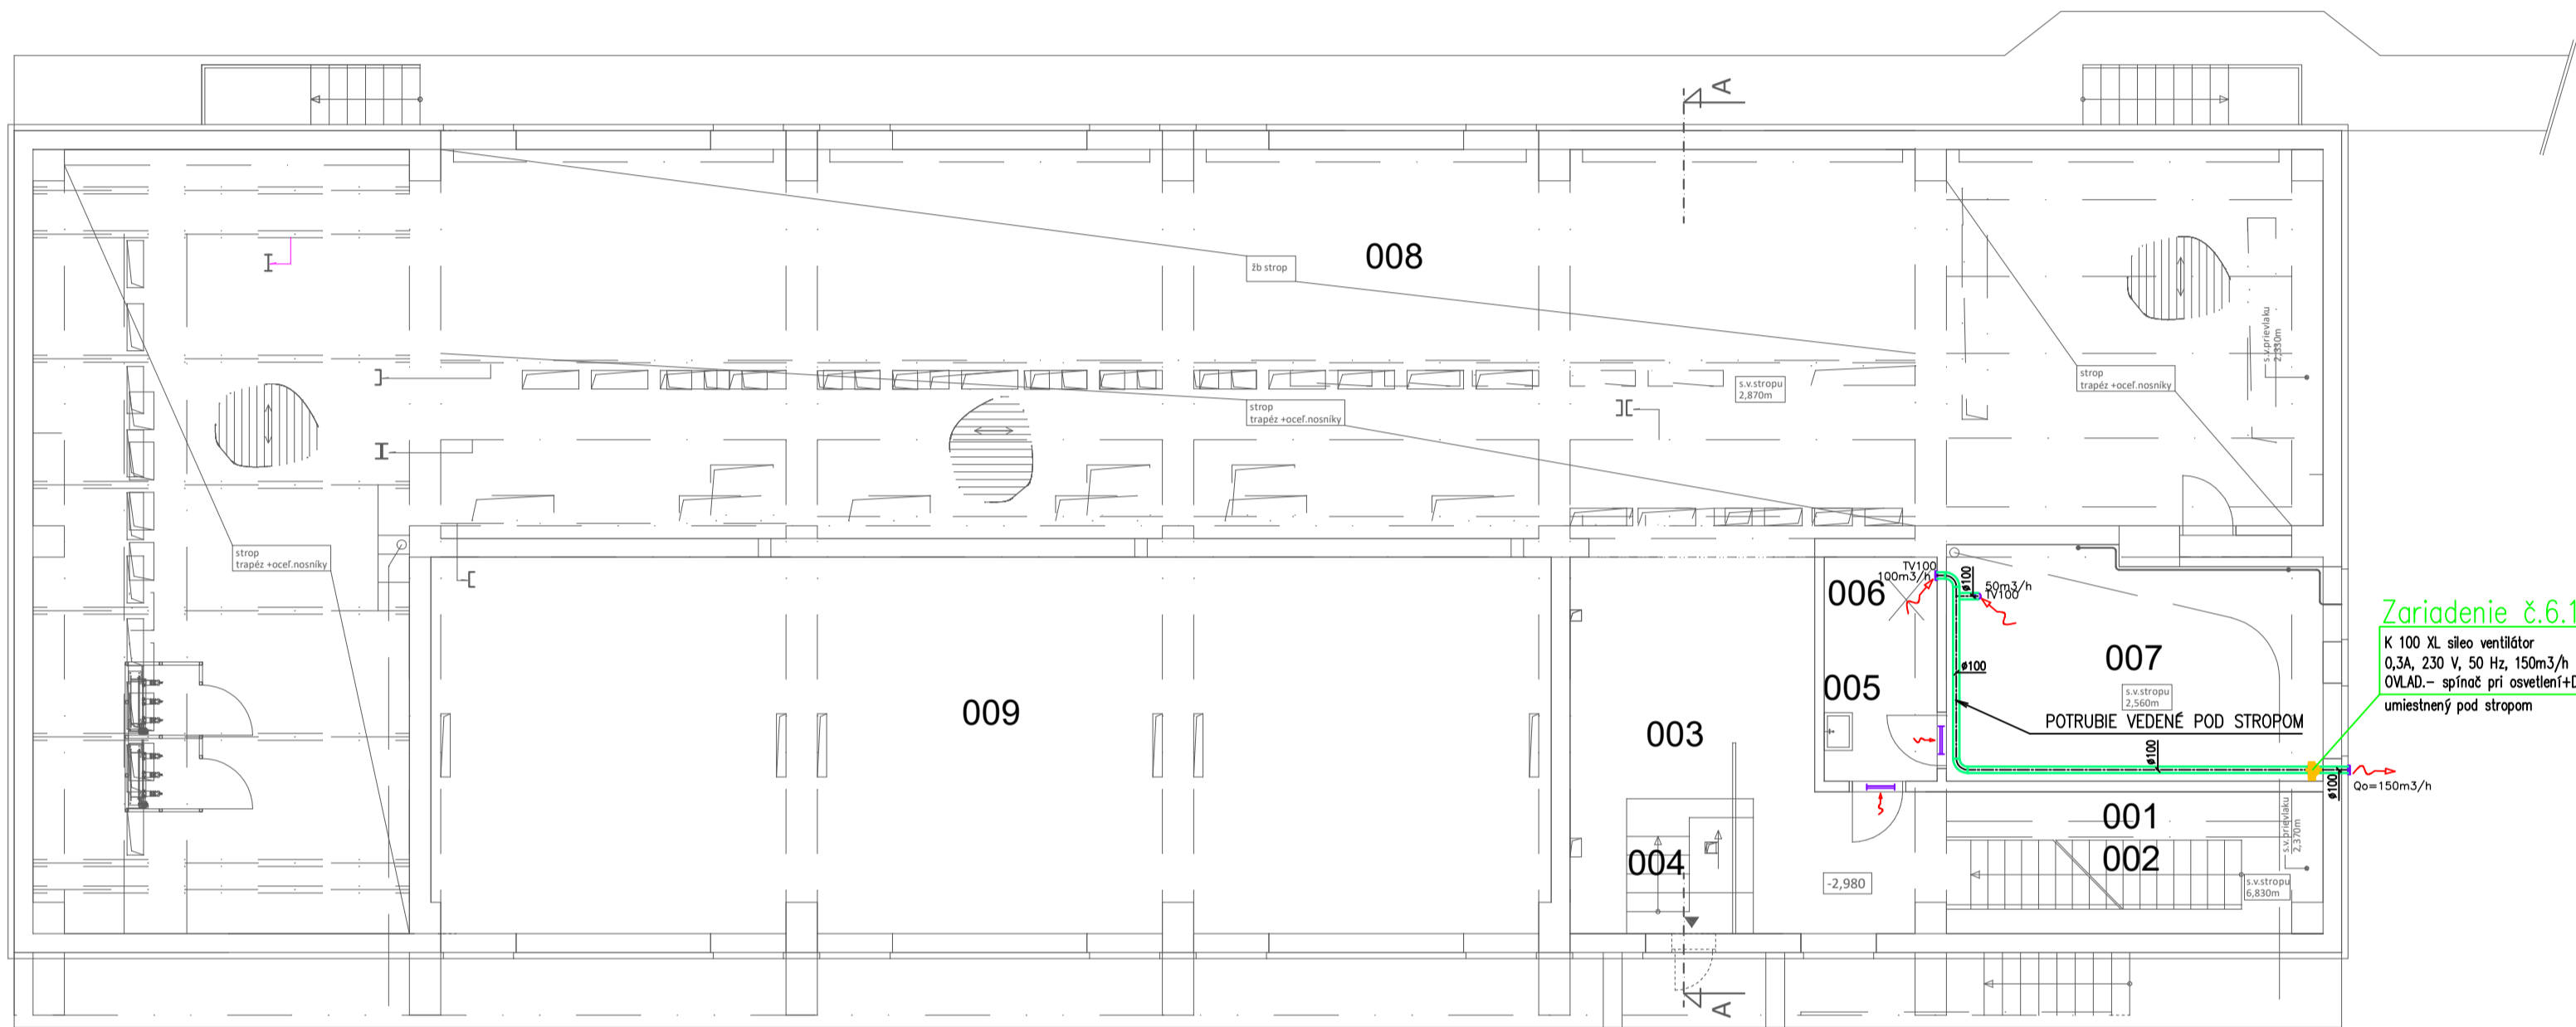 A
008
žb strop
s.v.prievlaku
2,330m
strop
trapéz +oceľ.nosníky
s.v.stropu
2,870m
strop
trapéz +oceľ.nosníky
strop
trapéz +oceľ.nosníky
TV100
100m3/h
ø100
50m3/h
TV100
006
Zariadenie č.6.1
K 100 XL sileo ventilátor
0,3A, 230 V, 50 Hz, 150m3/h
OVLAD.- spínač pri osvetlení+D
umiestnený pod stropom
007
ø100
005
s.v.stropu
2,560m
009
003
POTRUBIE VEDENÉ POD STROPOM
ø100
ø100
Qo=150m3/h
001
s.v.prievlaku
2,370m
002
004
-2,980
s.v.stropu
6,830m
A